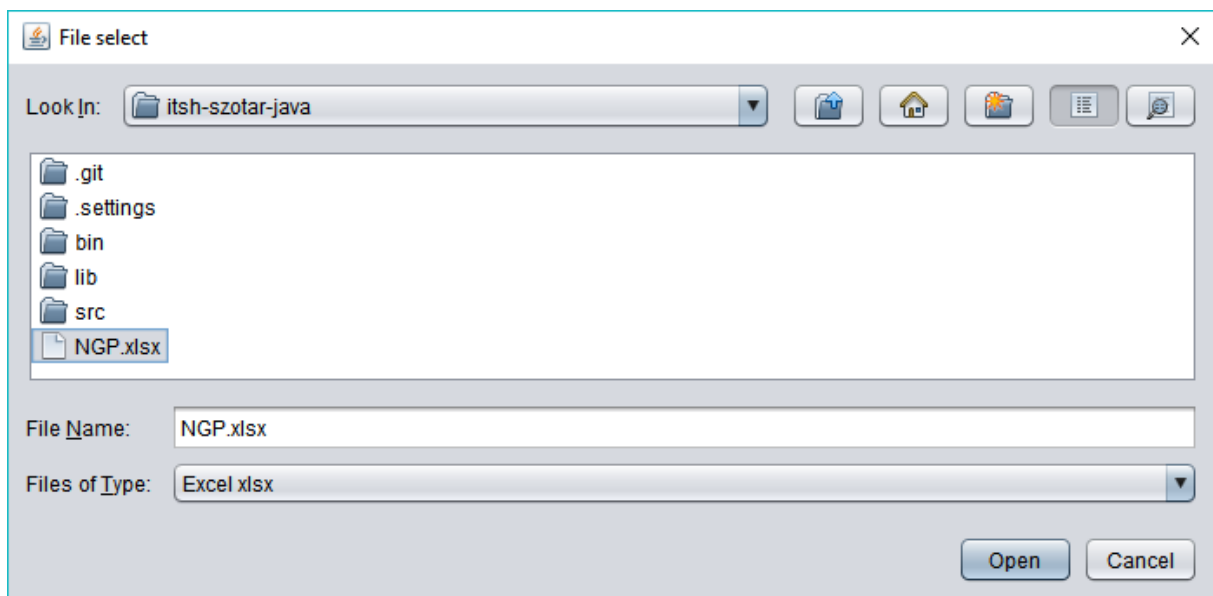 File select
Look In: itsh-szotar-java
.git
.settings
bin
lib
src
NGP.xlsx
File Name: NGP.xlsx
Files of Type: Excel xlsx
Open Cancel